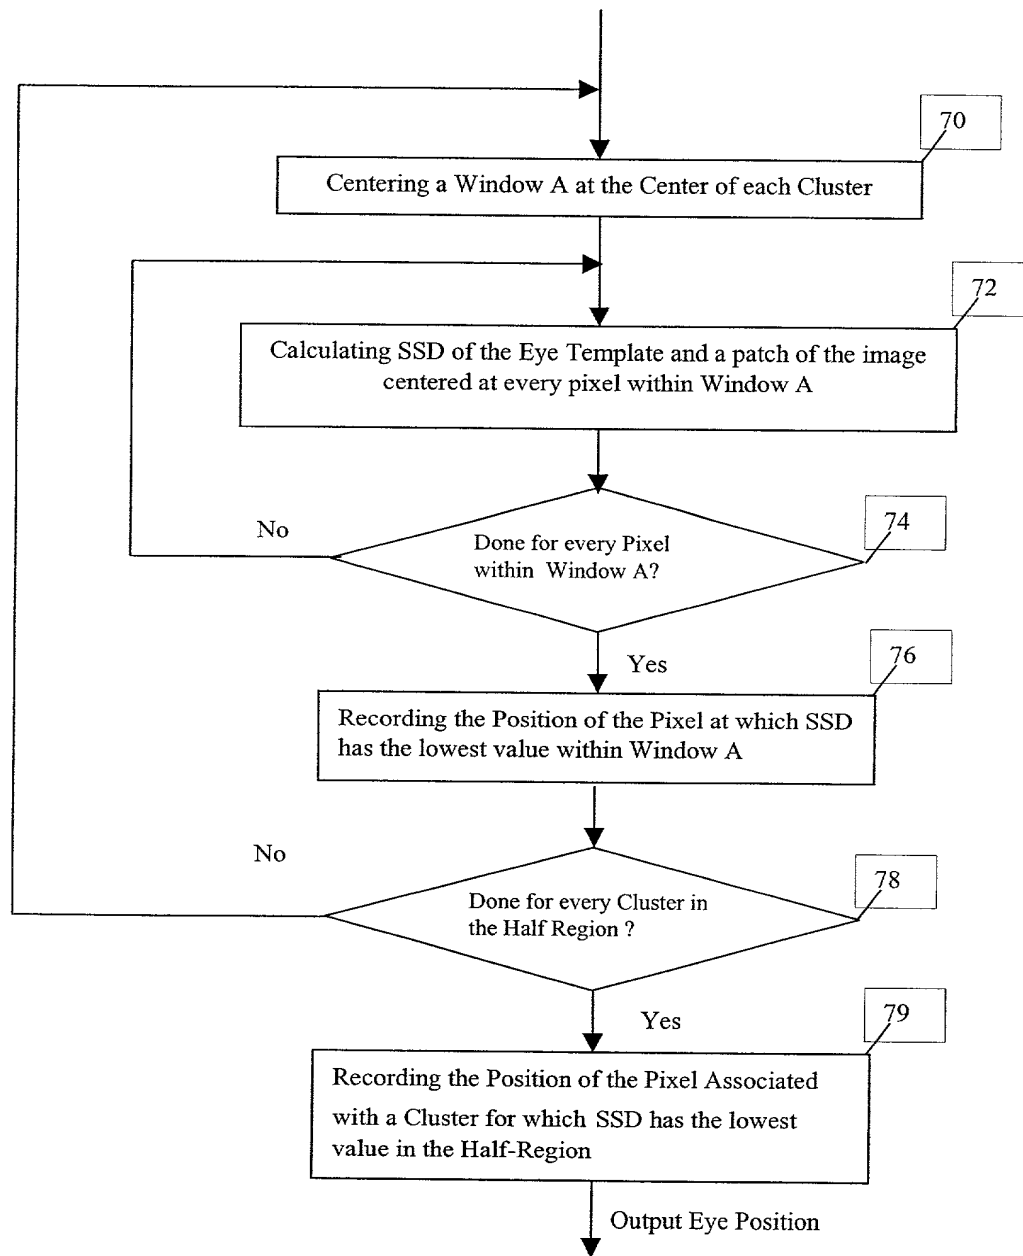 70
Centering a Window A at the Center of each Cluster
72
Calculating SSD of the Eye Template and a patch of the image
centered at every pixel within Window A
74
No
Done for every Pixel
within Window A?
Yes
76
Recording the Position of the Pixel at which SSD
has the lowest value within Window A
No
78
Done for every Cluster in
the Half Region ?
Yes
79
Recording the Position of the Pixel Associated
with a Cluster for which SSD has the lowest
value in the Half-Region
Output Eye Position